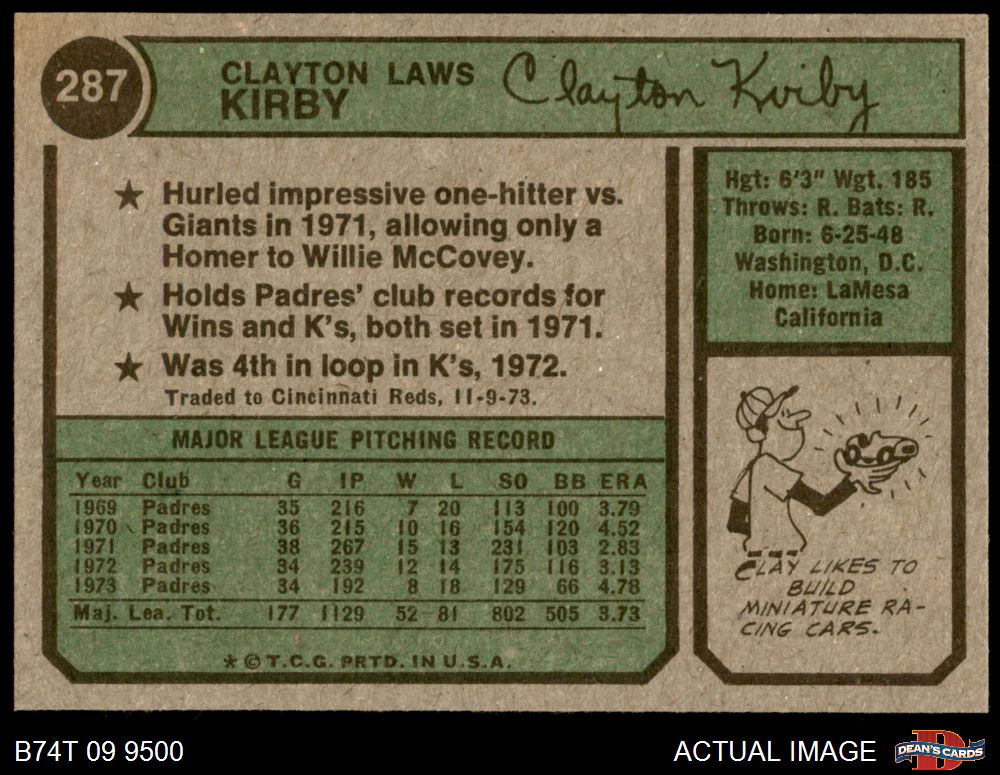 287
CLAYTON LAWS
KIRBY
Clayton Kirby
★ Hurled impressive one-hitter vs.
Giants in 1971, allowing only a
Homer to Willie McCovey.
★ Holds Padres' club records for
Wins and K's, both set in 1971.
★ Was 4th in loop in K's, 1972.
Traded to Cincinnati Reds, 11-9-73.
Hgt: 6'3" Wgt. 185
Throws: R. Bats: R.
Born: 6-25-48
Washington, D.C.
Home: LaMesa
California
MAJOR LEAGUE PITCHING RECORD
Year Club G IP W L SO BB ERA
1969 Padres 35 216 7 20 113 100 3.79
1970 Padres 36 215 10 16 154 120 4.52
1971 Padres 38 267 15 13 231 103 2.83
1972 Padres 34 239 12 14 175 116 3.13
1973 Padres 34 192 8 18 129 66 4.78
Maj. Lea. Tot. 177 1129 52 81 802 505 3.73
* © T.C.G. PRTD. IN U.S.A.
CLAY LIKES TO
BUILD
MINIATURE RA-
CING CARS.
B74T 09 9500
ACTUAL IMAGE
DEAN'S CARDS